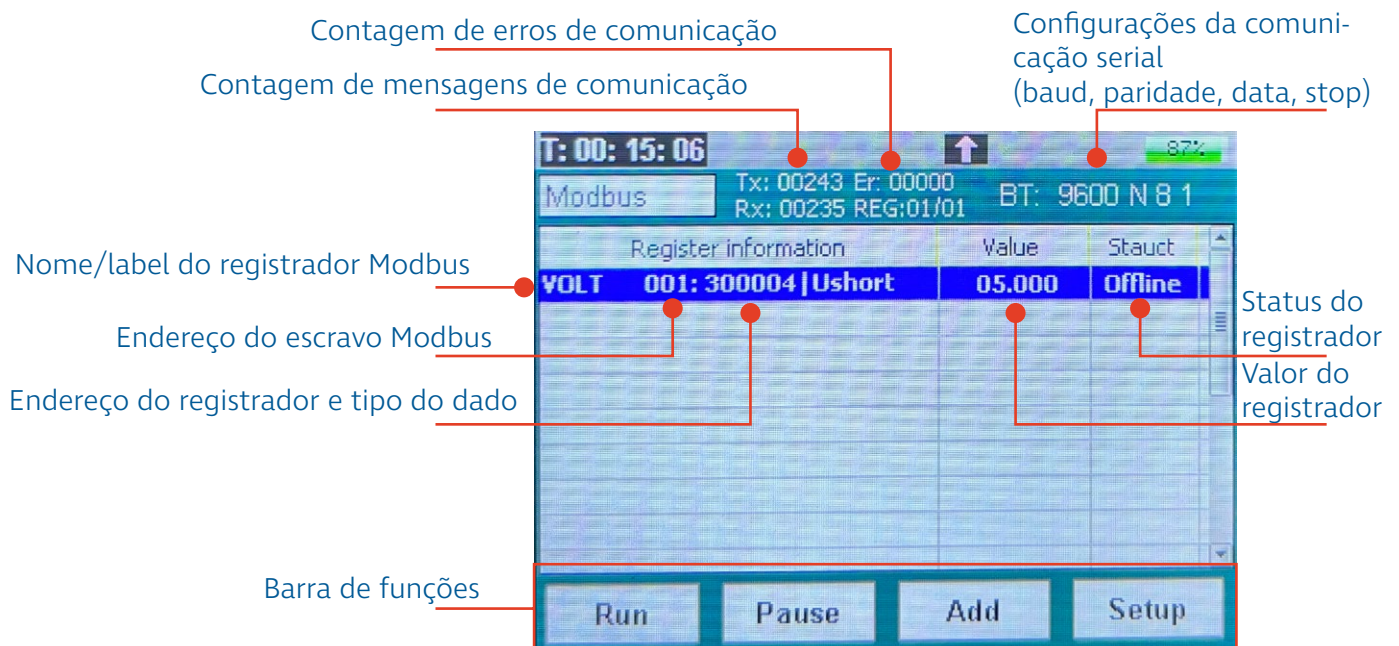 Contagem de erros de comunicação
Contagem de mensagens de comunicação
Configurações da comuni-
cação serial
(baud, paridade, data, stop)
T: 00: 15: 06
87%
Modbus
Tx: 00243 Er: 00000
Rx: 00235 REG:01/01
BT: 9600 N 8 1
Register information Value Stauct
VOLT 001: 300004|Ushort 05.000 Offline
Nome/label do registrador Modbus
Endereço do escravo Modbus
Endereço do registrador e tipo do dado
Status do
registrador
Valor do
registrador
Barra de funções
Run Pause Add Setup